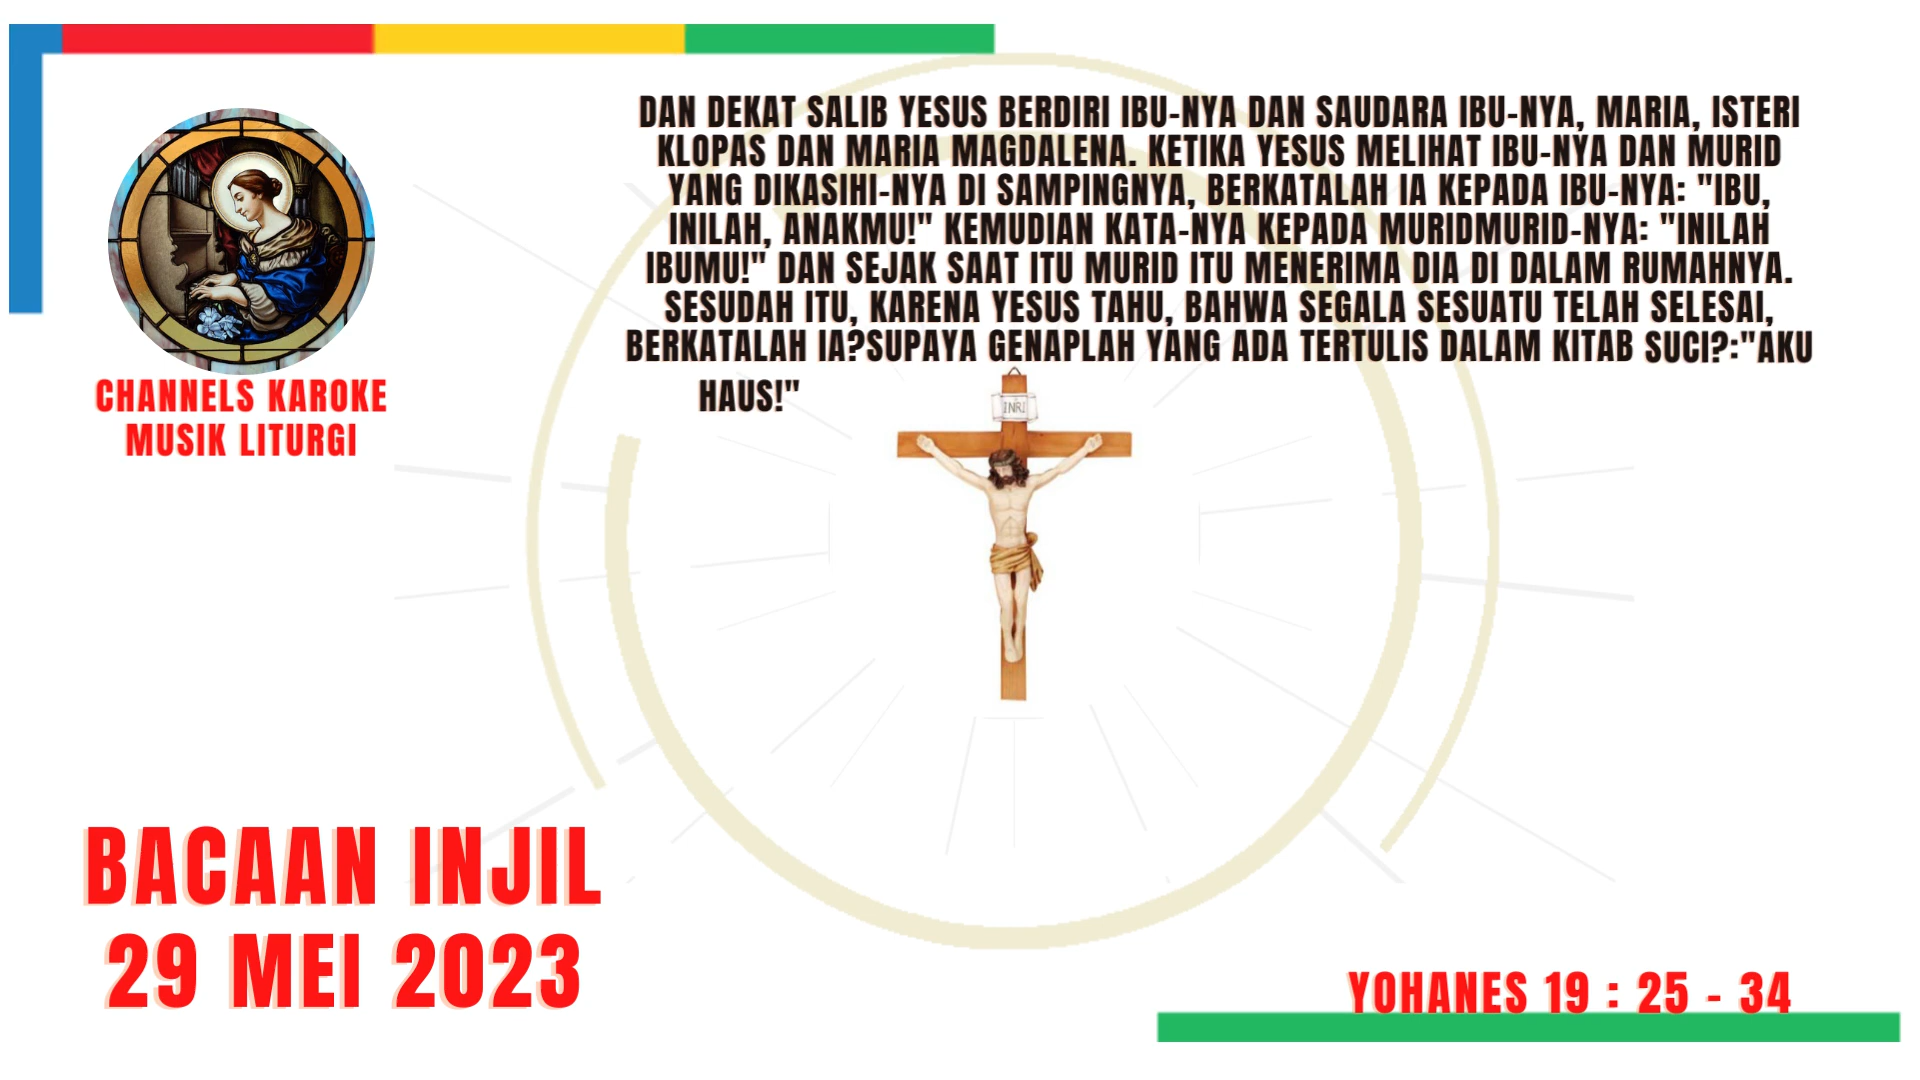 DAN DEKAT SALIB YESUS BERDIRI IBU-NYA DAN SAUDARA IBU-NYA, MARIA, ISTERI
KLOPAS DAN MARIA MAGDALENA. KETIKA YESUS MELIHAT IBU-NYA DAN MURID
YANG DIKASIHI-NYA DI SAMPINGNYA, BERKATALAH IA KEPADA IBU-NYA: "IBU,
INILAH, ANAKMU!" KEMUDIAN KATA-NYA KEPADA MURIDMURID-NYA: "INILAH
IBUMU!" DAN SEJAK SAAT ITU MURID ITU MENERIMA DIA DI DALAM RUMAHNYA.
SESUDAH ITU, KARENA YESUS TAHU, BAHWA SEGALA SESUATU TELAH SELESAI,
BERKATALAH IA?SUPAYA GENAPLAH YANG ADA TERTULIS DALAM KITAB SUCI?:"AKU
HAUS!"
INRI
CHANNELS KAROKE
MUSIK LITURGI
BACAAN INJIL
29 MEI 2023
YOHANES 19 : 25 - 34